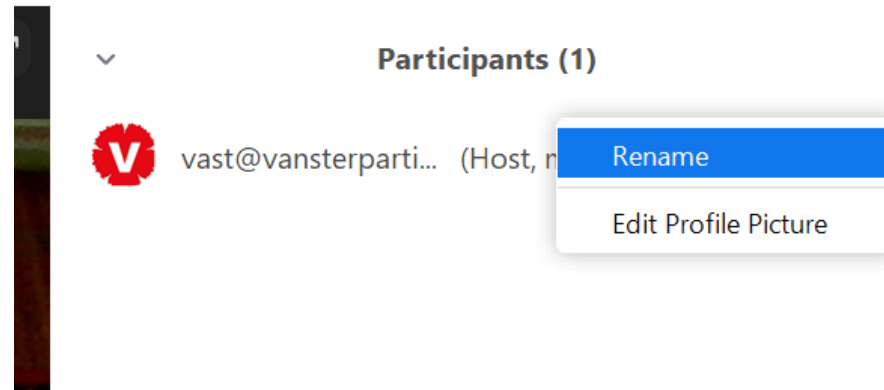 Participants (1)
V vast@vansterparti... (Host, m
Rename
Edit Profile Picture